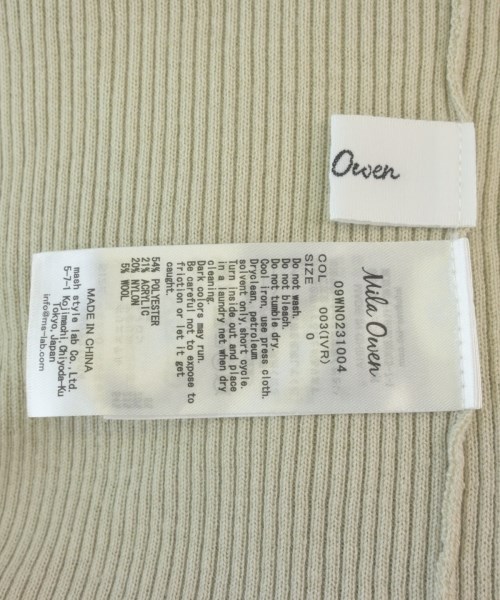 Owen
Mila Owen
09WNO231004
COL 003(IVR)
SIZE 0
Do not wash.
Do not bleach.
Do not tumble dry.
Cool iron, use press cloth.
Dryclean, petroleum
solvent only, short cycle.
Turn inside out and place
in a laundry net when dry
cleaning.
Dark colors may run.
Be careful not to expose to
friction or let it get
caught.
54% POLYESTER
21% ACRYLIC
20% NYLON
5% WOOL
MADE IN CHINA
mash style lab Co.,Ltd.
5-7-1 Kojimachi,Chiyoda-Ku
Tokyo,Japan
info@ms-lab.com